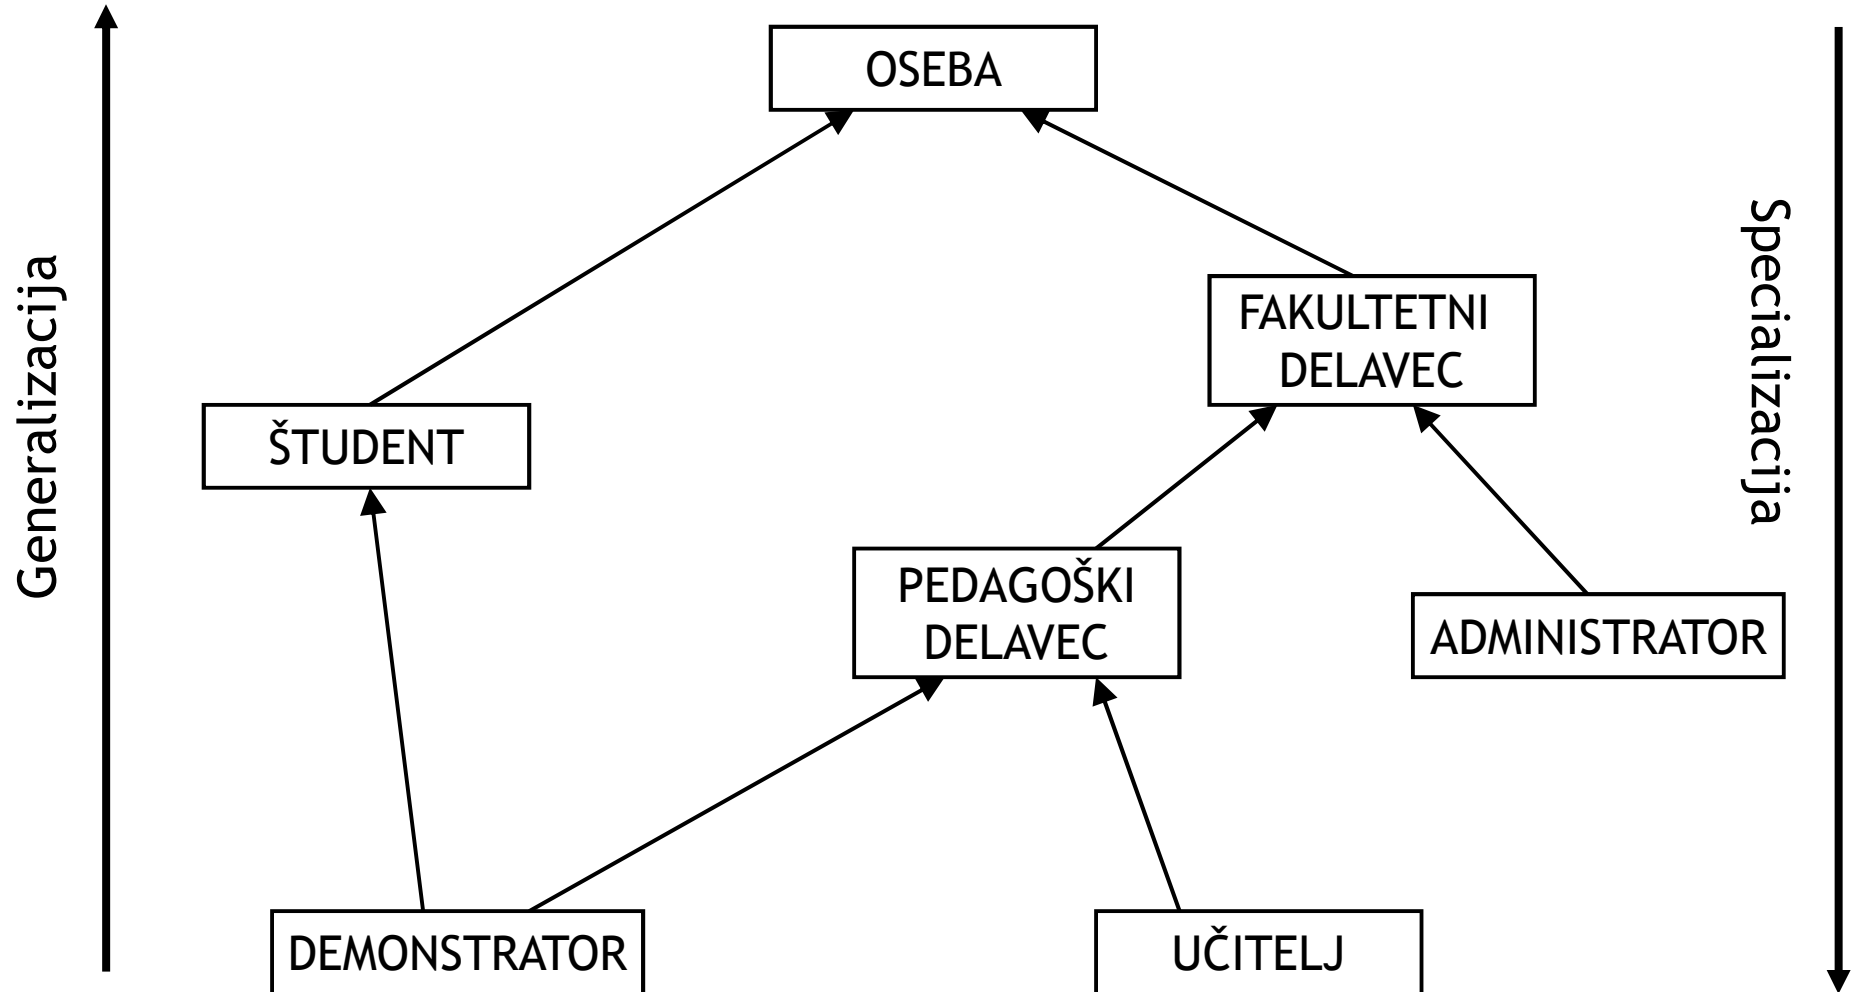 OSEBA
Generalizacija
Specializacija
FAKULTETNI
DELAVEC
ŠTUDENT
PEDAGOŠKI
DELAVEC
ADMINISTRATOR
DEMONSTRATOR
UČITELJ